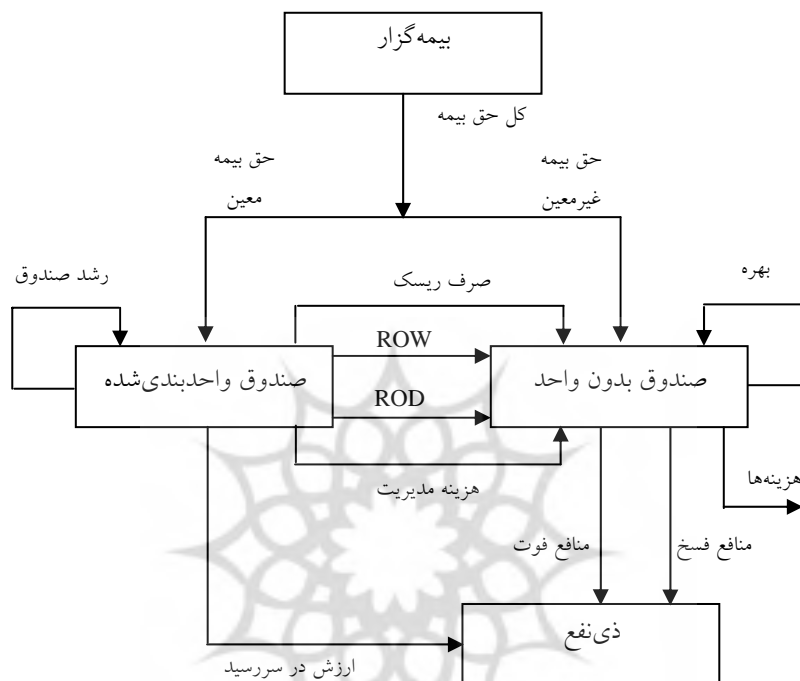 بیمه‌گزار
کل حق بیمه
حق بیمه
غیرمعین
حق بیمه
معین
رشد صندوق
صرف ریسک
بهره
ROW
صندوق واحدبندی‌شده
صندوق بدون واحد
ROD
هزینه مدیریت
هزینه‌ها
منافع فوت
منافع فسخ
ذی‌نفع
ارزش در سررسید